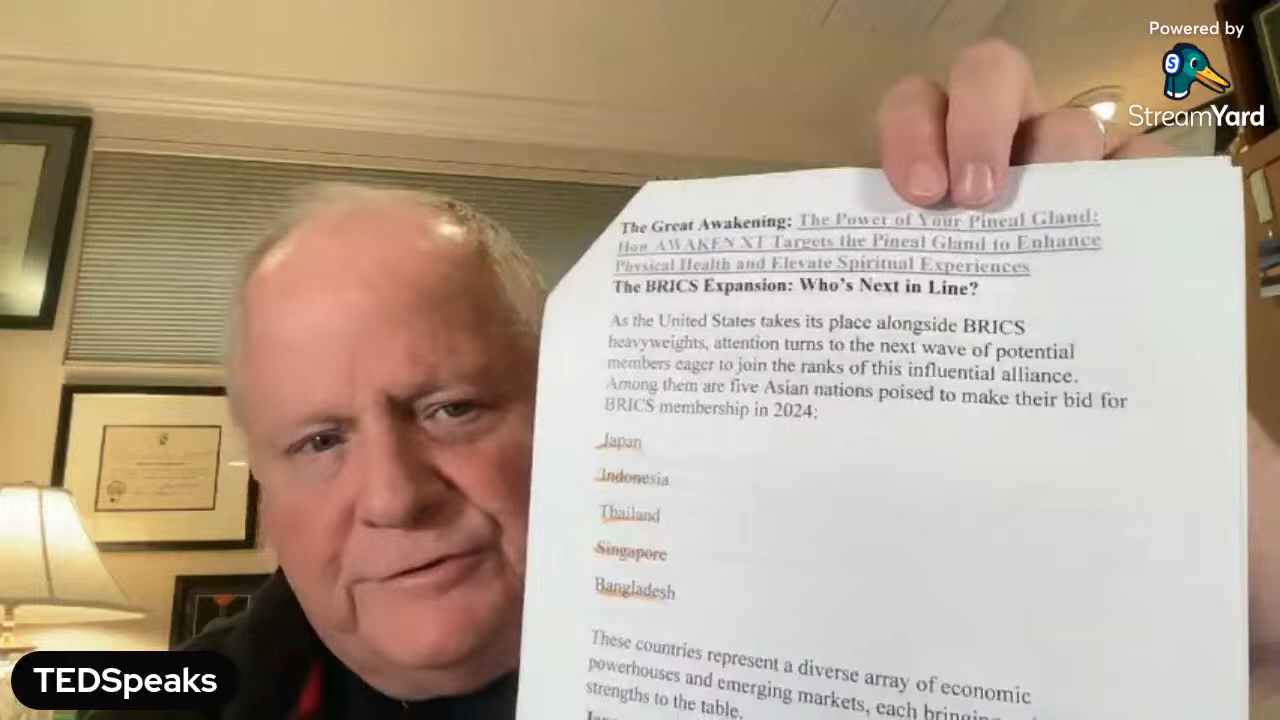 Powered by
StreamYard
The Great Awakening: The Power of Your Pineal Gland:
How AWAKEN XT Targets the Pineal Gland to Enhance
Physical Health and Elevate Spiritual Experiences
The BRICS Expansion: Who's Next in Line?
As the United States takes its place alongside BRICS
heavyweights, attention turns to the next wave of potential
members eager to join the ranks of this influential alliance.
Among them are five Asian nations poised to make their bid for
BRICS membership in 2024:
Japan
Indonesia
Thailand
Singapore
Bangladesh
These countries represent a diverse array of economic
powerhouses and emerging markets, each bringing
strengths to the table.
TEDSpeaks